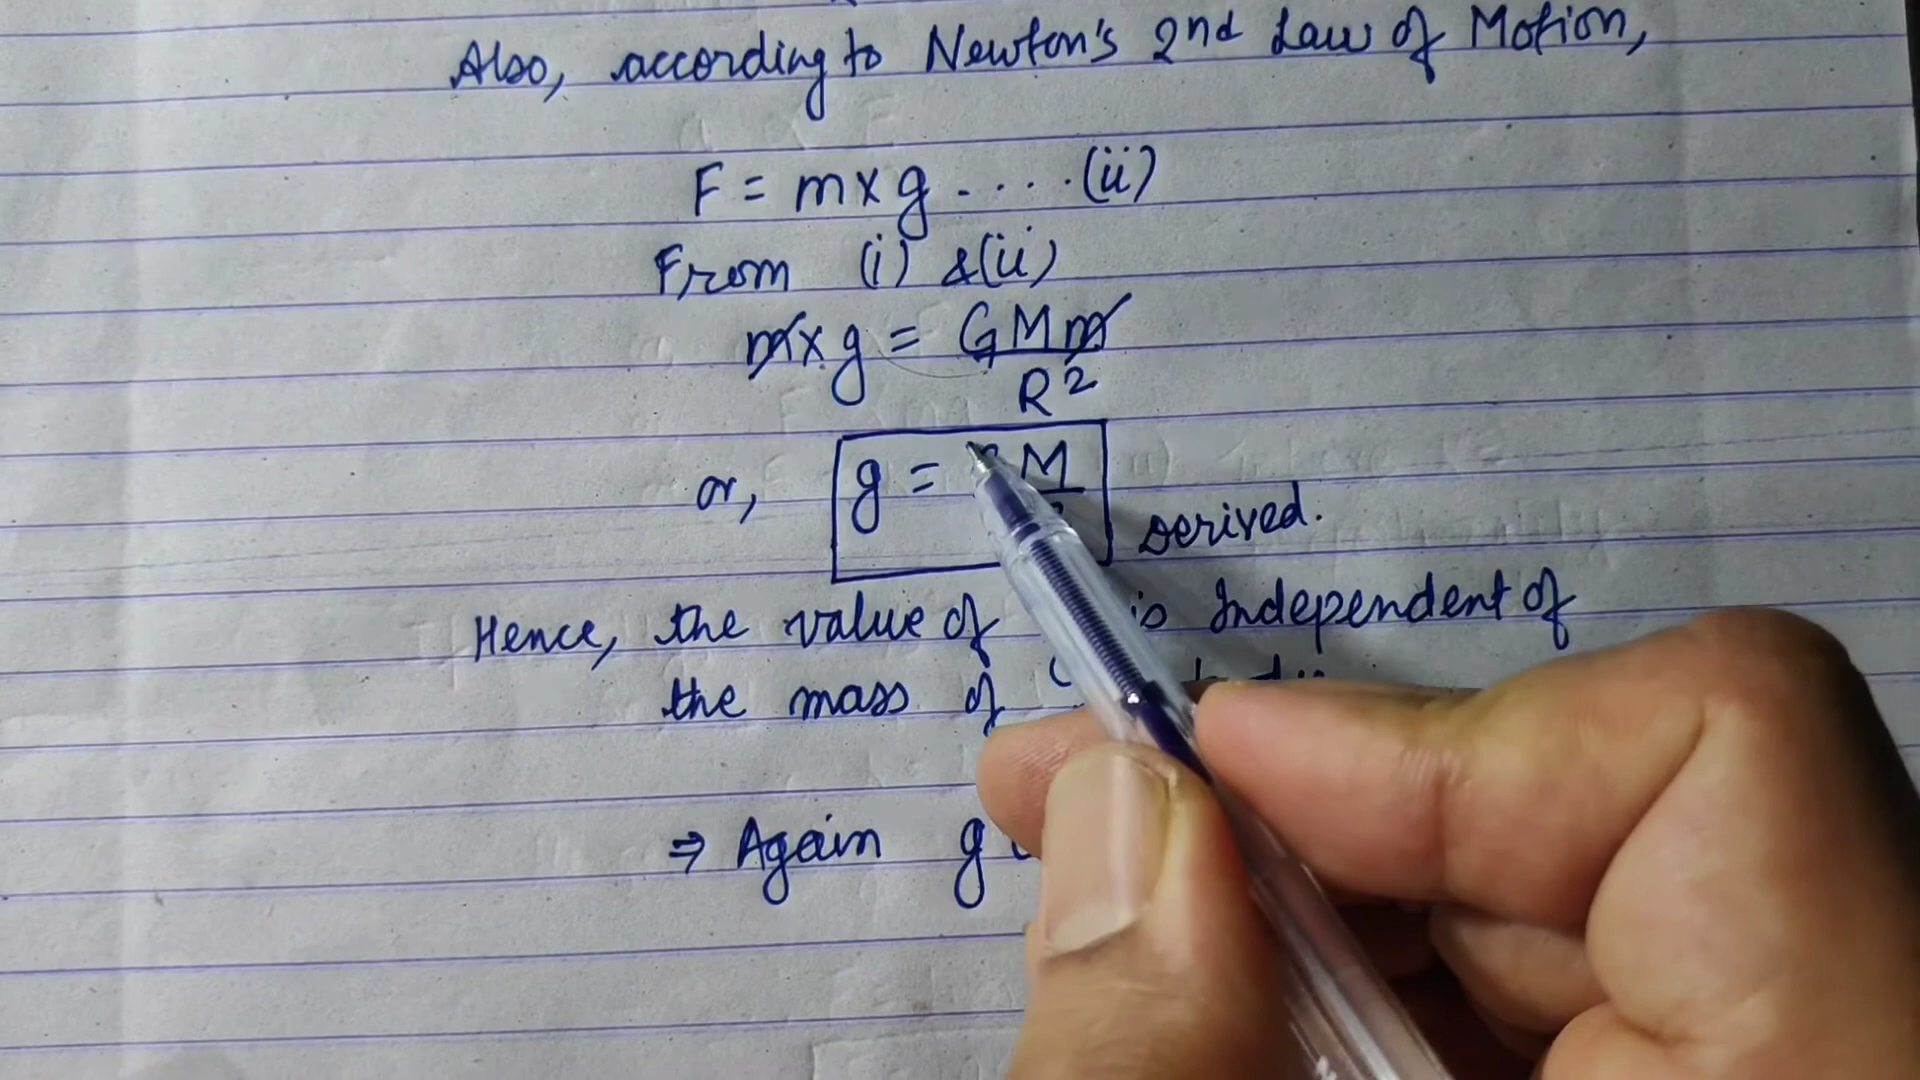 Also, according to Newton's 2nd Law of Motion,
F = m x g ..... (ii)
From (i) & (ii)
m x g = GMm
R²
or, g = M
Derived.
Hence, the value of is Independent of
the mass of
⇒ Again g